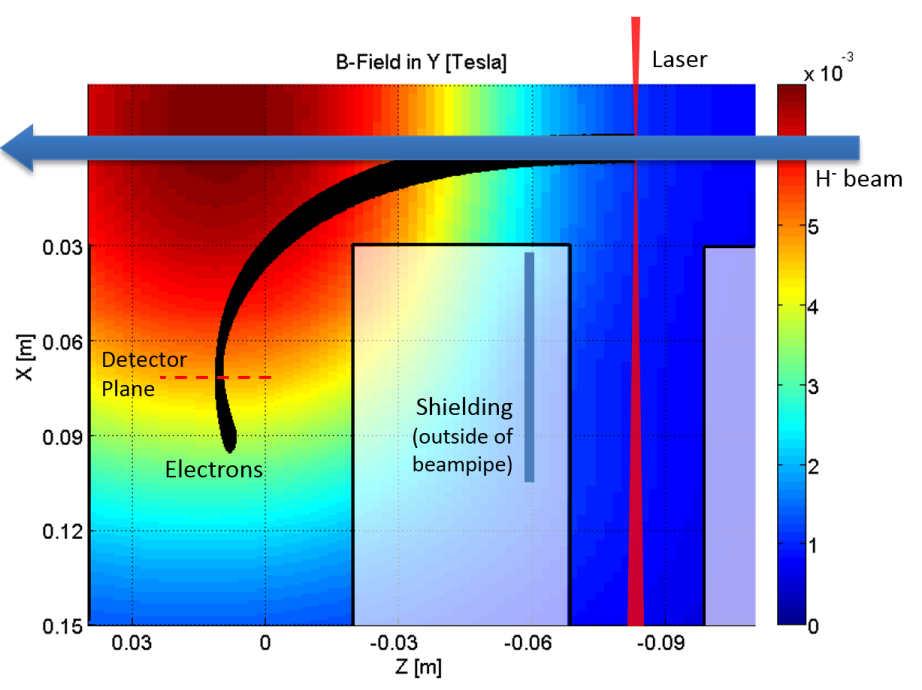 B-Field in Y [Tesla]
Laser
x 10⁻³
H⁻ beam
5
4
3
2
1
0
0.03
0.06
0.09
0.12
0.15
X [m]
Detector
Plane
Electrons
Shielding
(outside of
beampipe)
0.03
0
-0.03
-0.06
-0.09
Z [m]